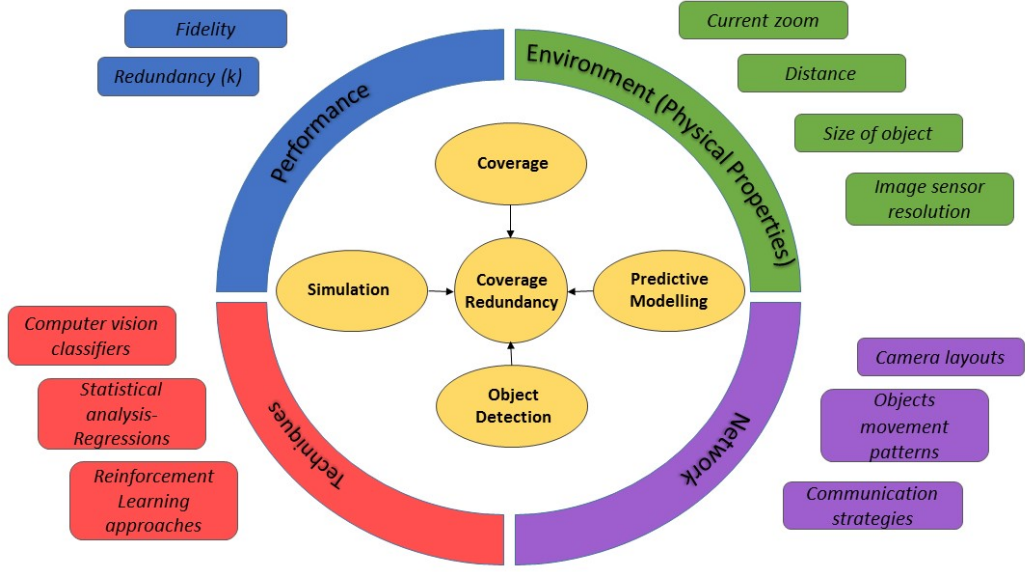 Fidelity
Redundancy (k)
Performance
Current zoom
Distance
Size of object
Image sensor
resolution
Environment (Physical Properties)
Coverage
Simulation
Coverage
Redundancy
Predictive
Modelling
Object
Detection
Computer vision
classifiers
Statistical
analysis-
Regressions
Reinforcement
Learning
approaches
Techniques
Network
Camera layouts
Objects
movement
patterns
Communication
strategies